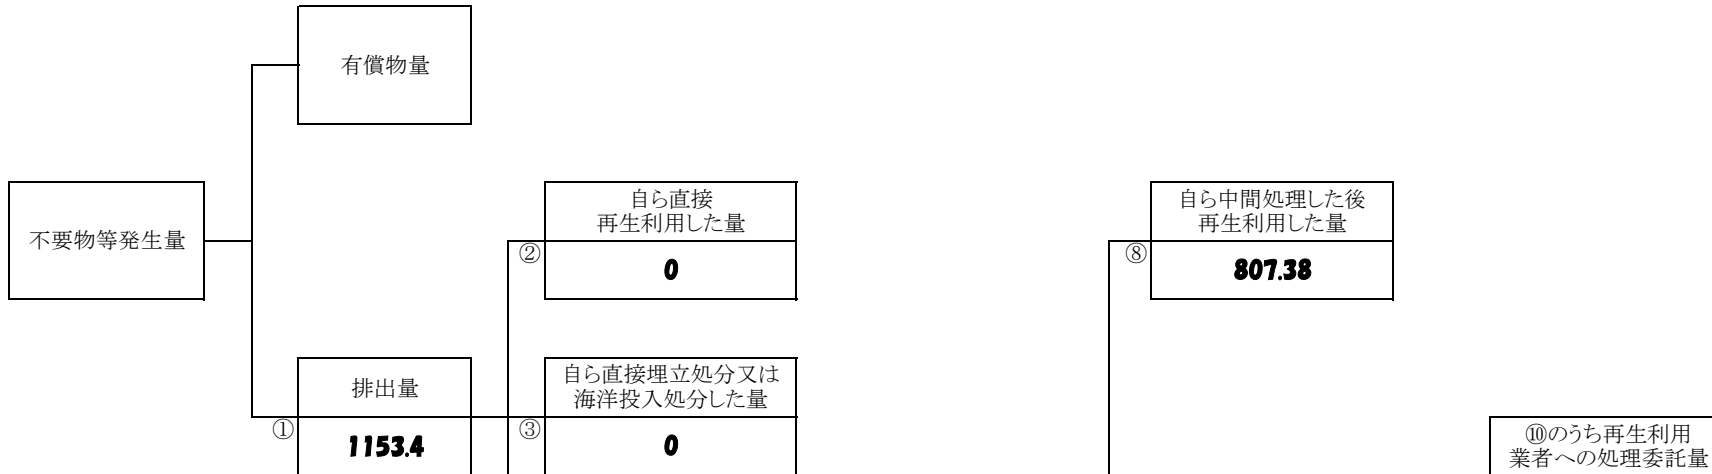 有償物量
不要物等発生量
自ら直接
再生利用した量
②
0
自ら中間処理した後
再生利用した量
⑧
807.38
排出量
①
1153.4
自ら直接埋立処分又は
海洋投入処分した量
③
0
⑩のうち再生利用
業者への処理委託量